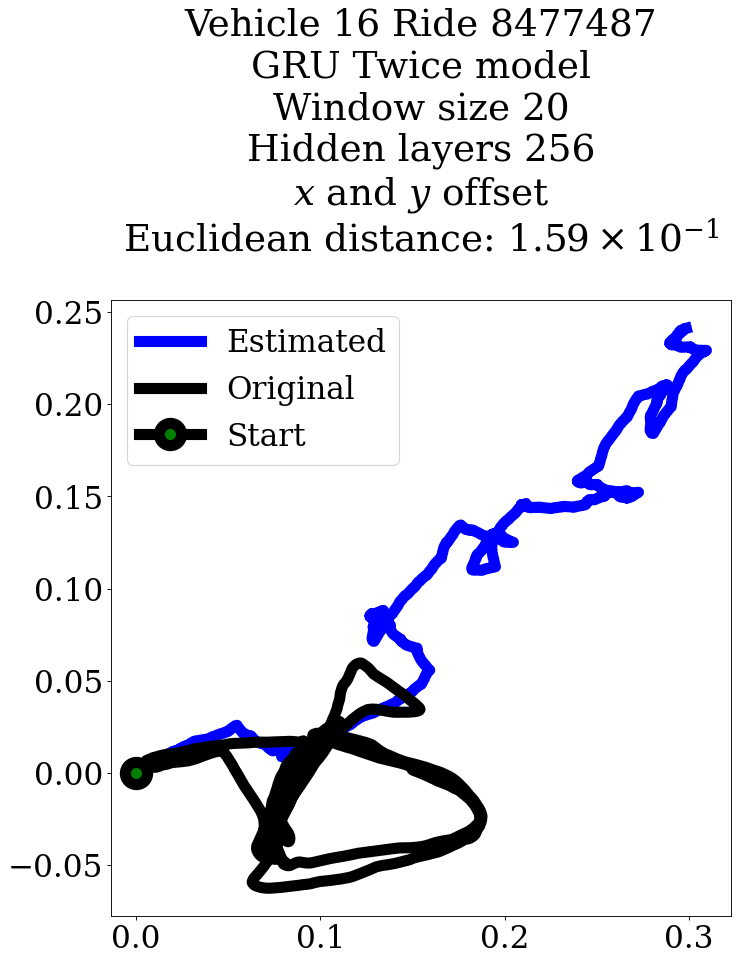 Vehicle 16 Ride 8477487
GRU Twice model
Window size 20
Hidden layers 256
x and y offset
Euclidean distance: 1.59 × 10⁻¹
0.25
0.20
0.15
0.10
0.05
0.00
−0.05
Estimated
Original
Start
0.0 0.1 0.2 0.3